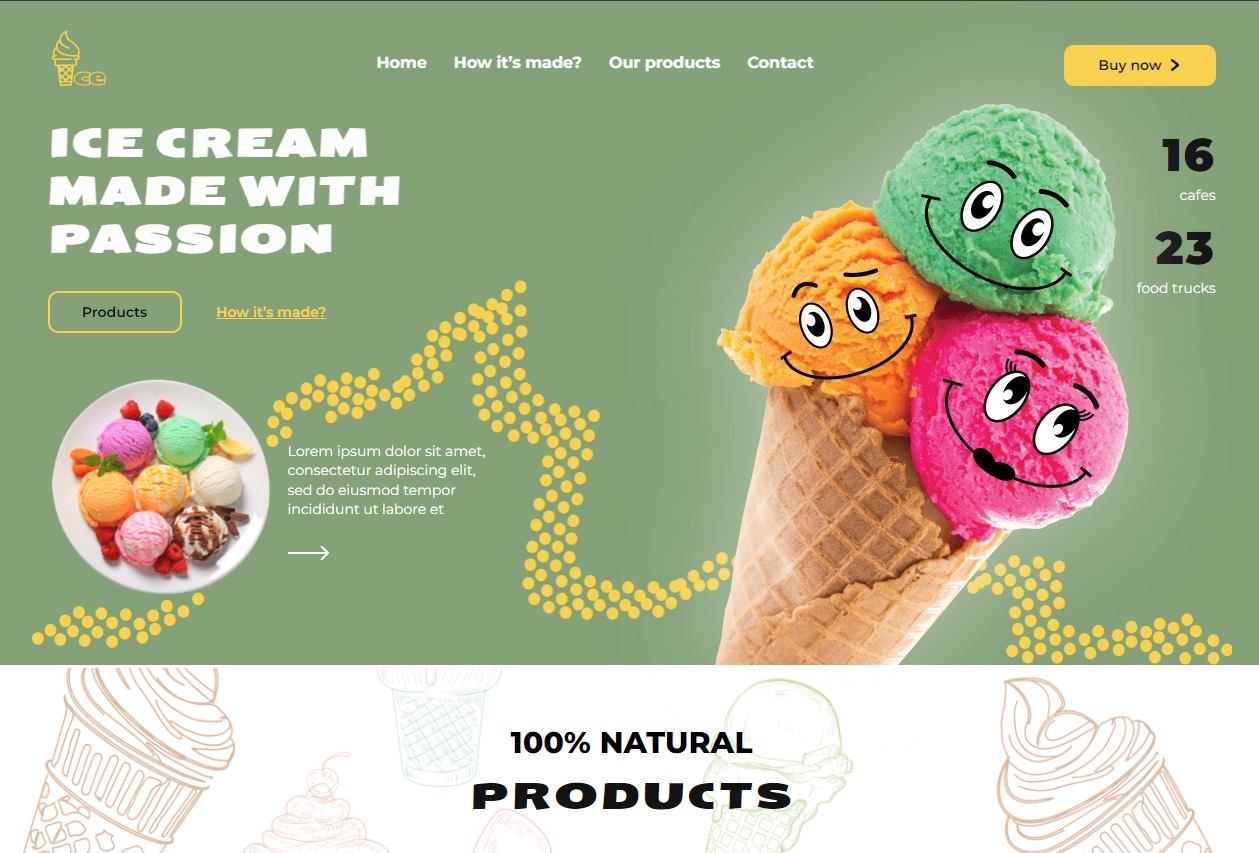 ce
Home How it's made? Our products Contact
Buy now
ICE CREAM
MADE WITH
PASSION
16
cafes
23
food trucks
Products
How it's made?
Lorem ipsum dolor sit amet,
consectetur adipiscing elit,
sed do eiusmod tempor
incididunt ut labore et
100% NATURAL
PRODUCTS